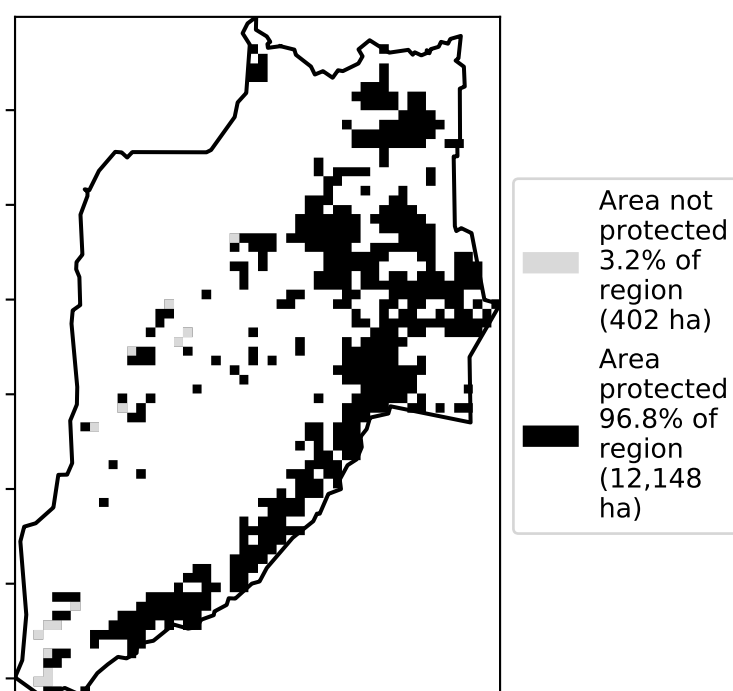 Area not
protected
3.2% of
region
(402 ha)
Area
protected
96.8% of
region
(12,148
ha)